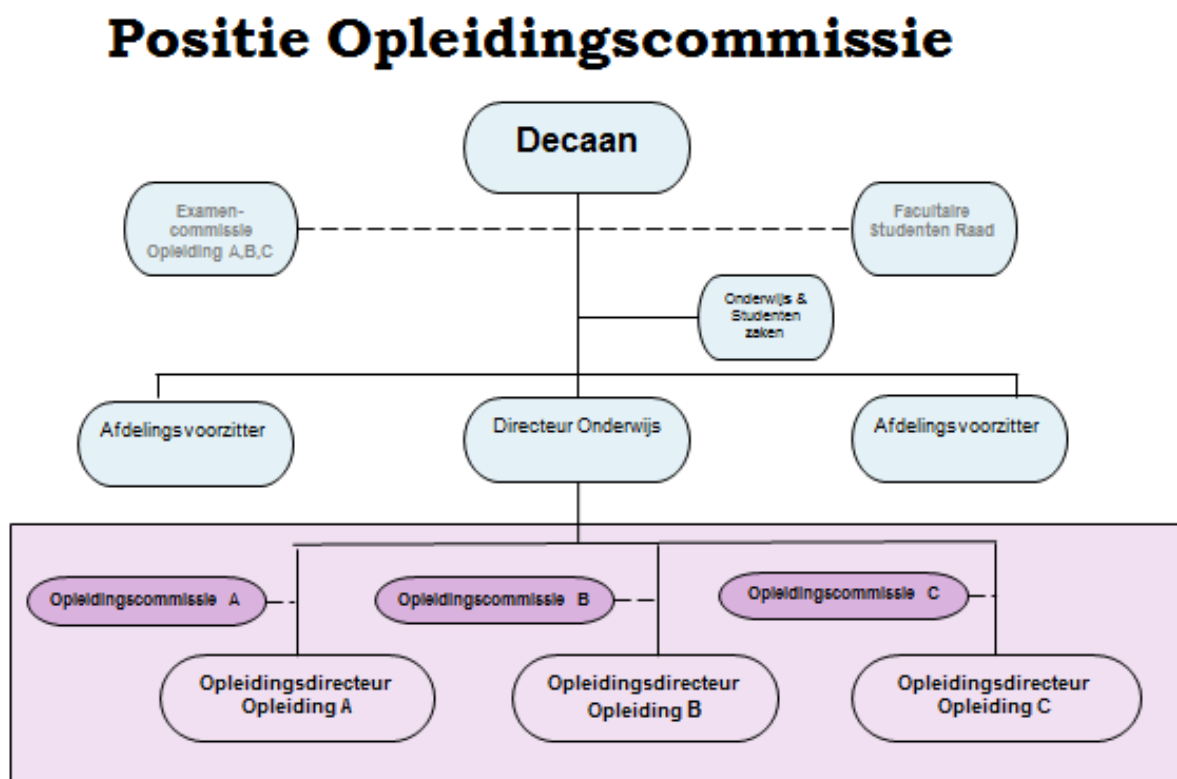 Positie Opleidingscommissie
Decaan
Examen-
commissie
Opleiding A,B,C
Facultaire
Studenten Raad
Onderwijs &
Studenten
zaken
Afdelingsvoorzitter
Directeur Onderwijs
Afdelingsvoorzitter
Opleidingscommissie A
Opleidingscommissie B
Opleidingscommissie C
Opleidingsdirecteur
Opleiding A
Opleidingsdirecteur
Opleiding B
Opleidingsdirecteur
Opleiding C